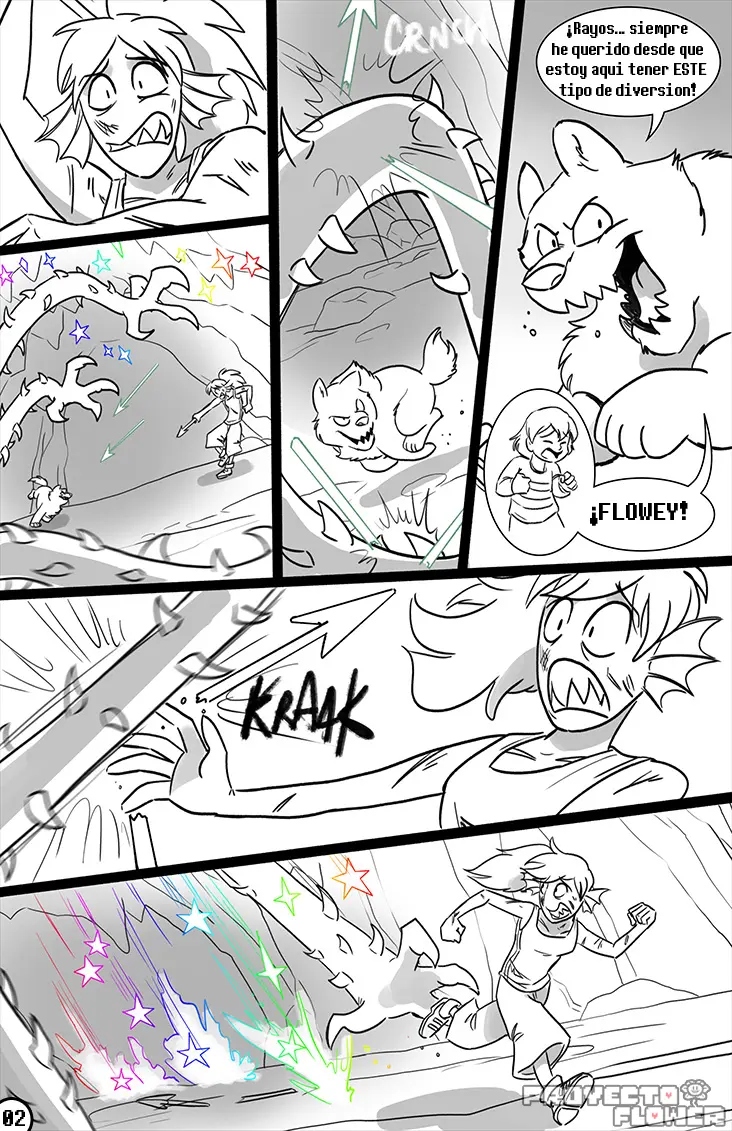 CRNCH
¡Rayos... siempre
he querido desde que
estoy aqui tener ESTE
tipo de diversion!
¡FLOWEY!
KRAAK
02
PROYECTO
FLOWER